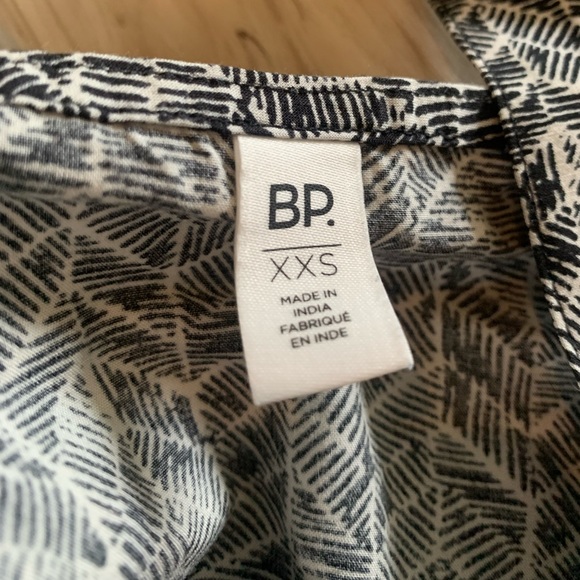 BP.
XXS
MADE IN
INDIA
FABRIQUÉ
EN INDE